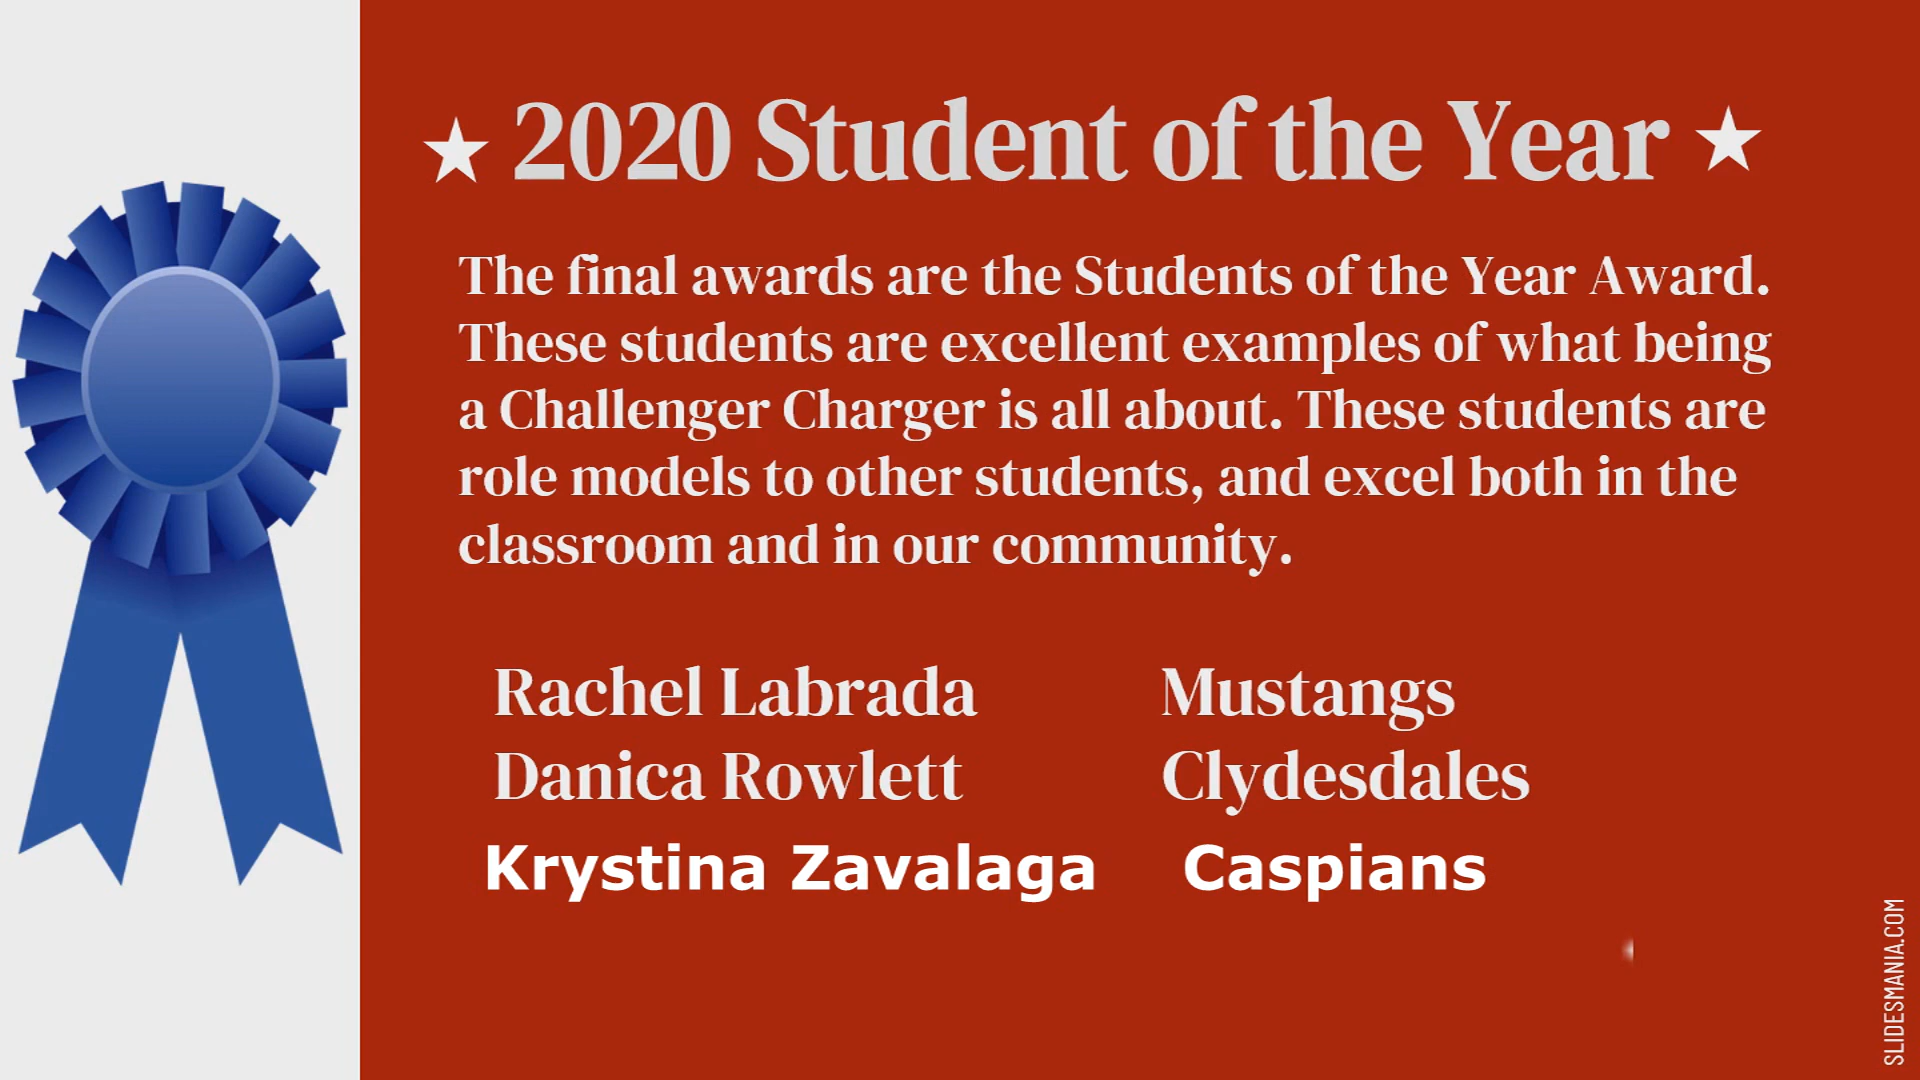 ★ 2020 Student of the Year ★
The final awards are the Students of the Year Award.
These students are excellent examples of what being
a Challenger Charger is all about. These students are
role models to other students, and excel both in the
classroom and in our community.
Rachel Labrada Mustangs
Danica Rowlett Clydesdales
Krystina Zavalaga Caspians
SLIDESMANIA.COM